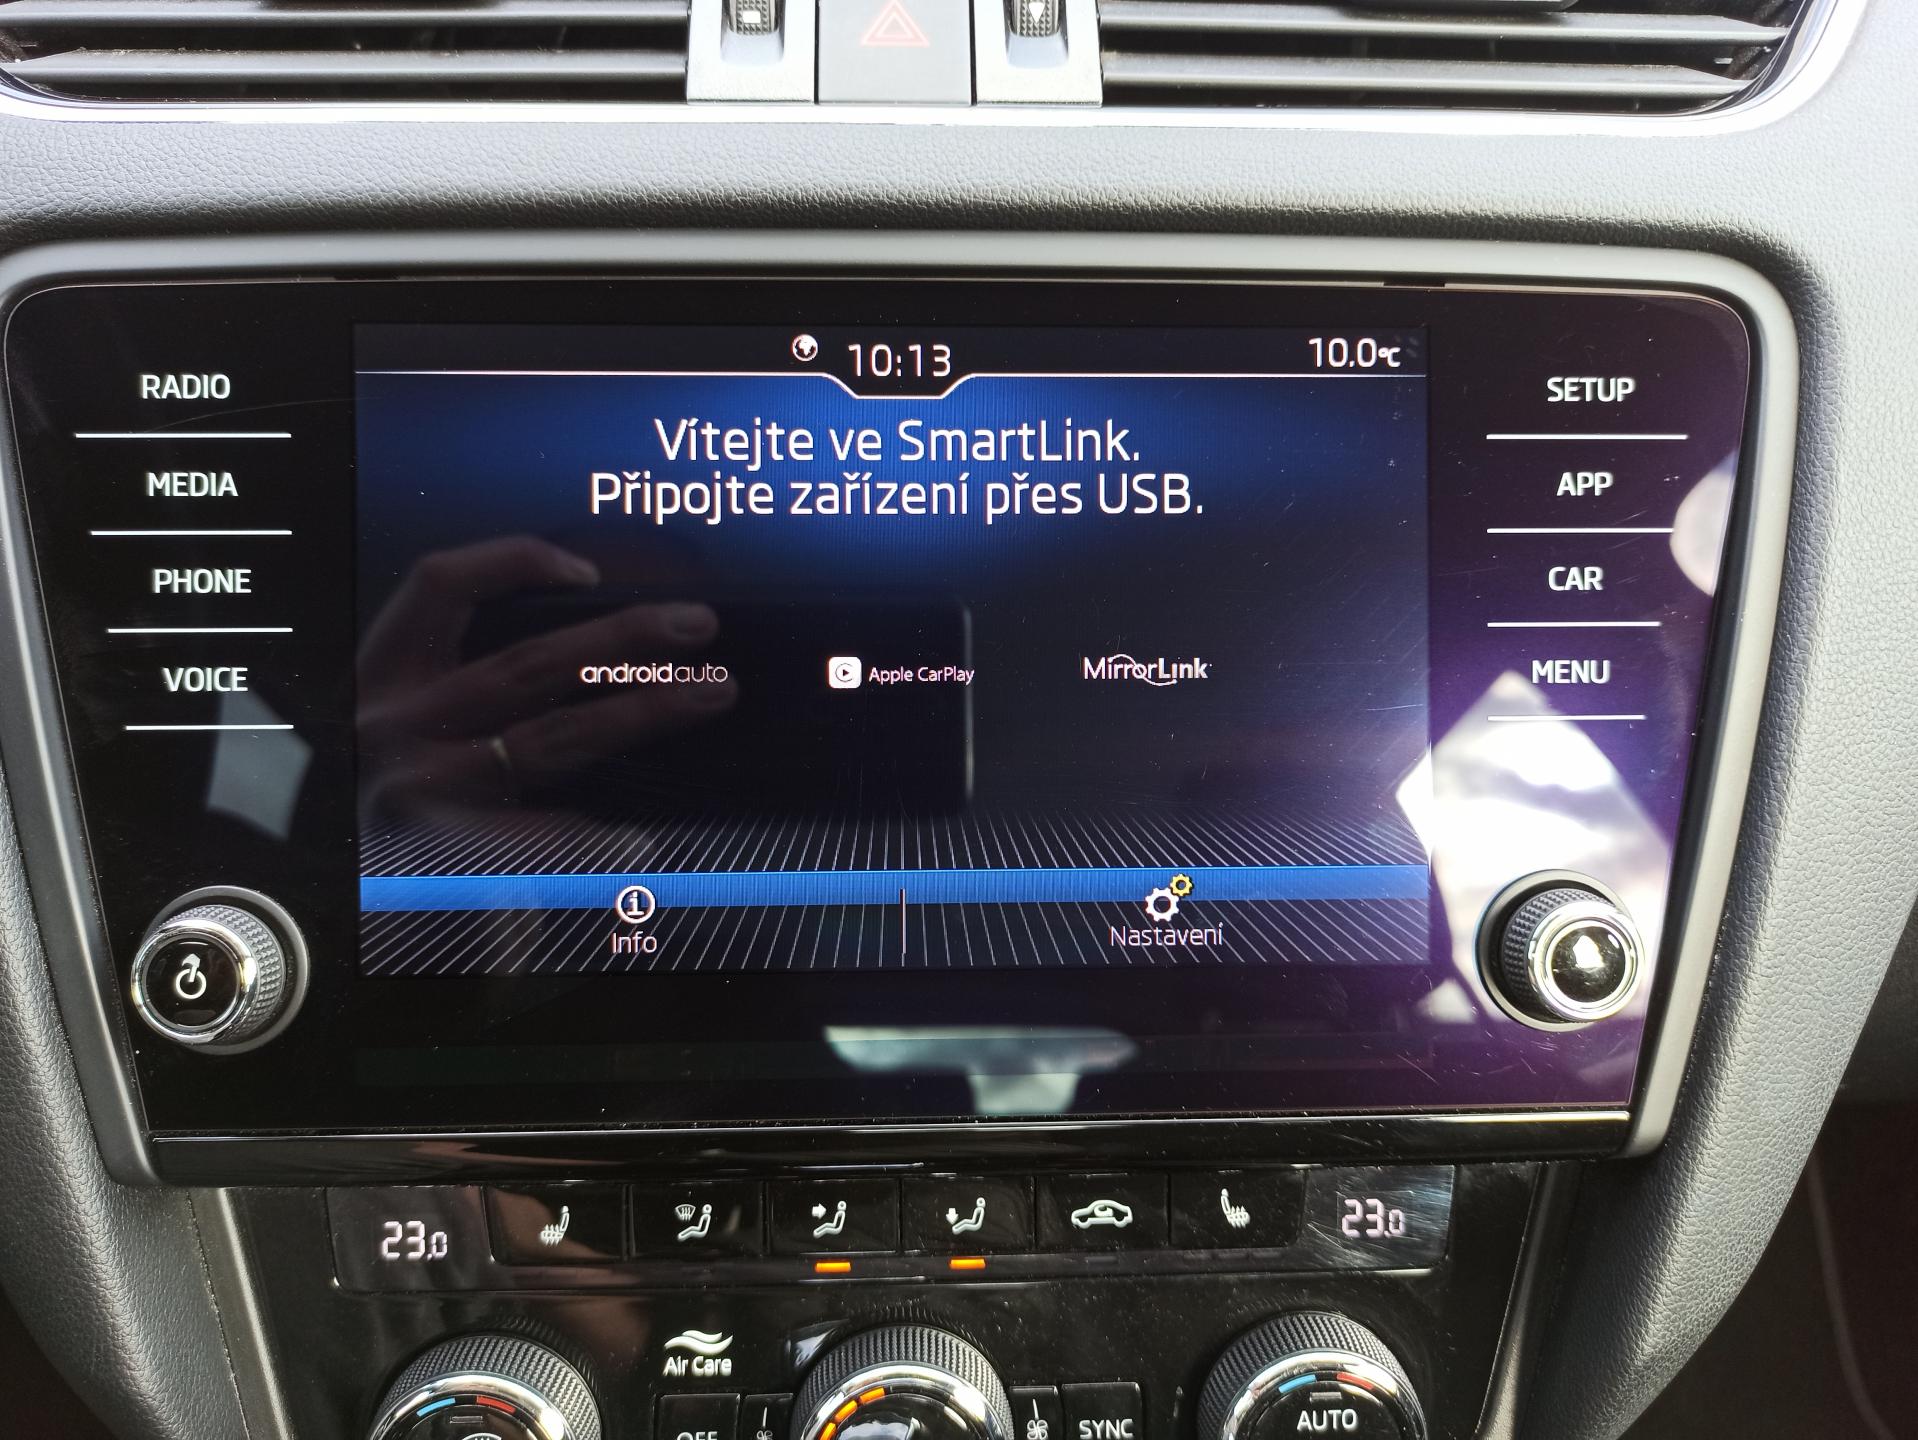 10:13
10.0°C
RADIO
MEDIA
PHONE
VOICE
Vítejte ve SmartLink.
Připojte zařízení přes USB.
androidauto
Apple CarPlay
MirrorLink
Info
Nastavení
SETUP
APP
CAR
MENU
23.0
23.0
Air Care
OFF
SYNC
AUTO